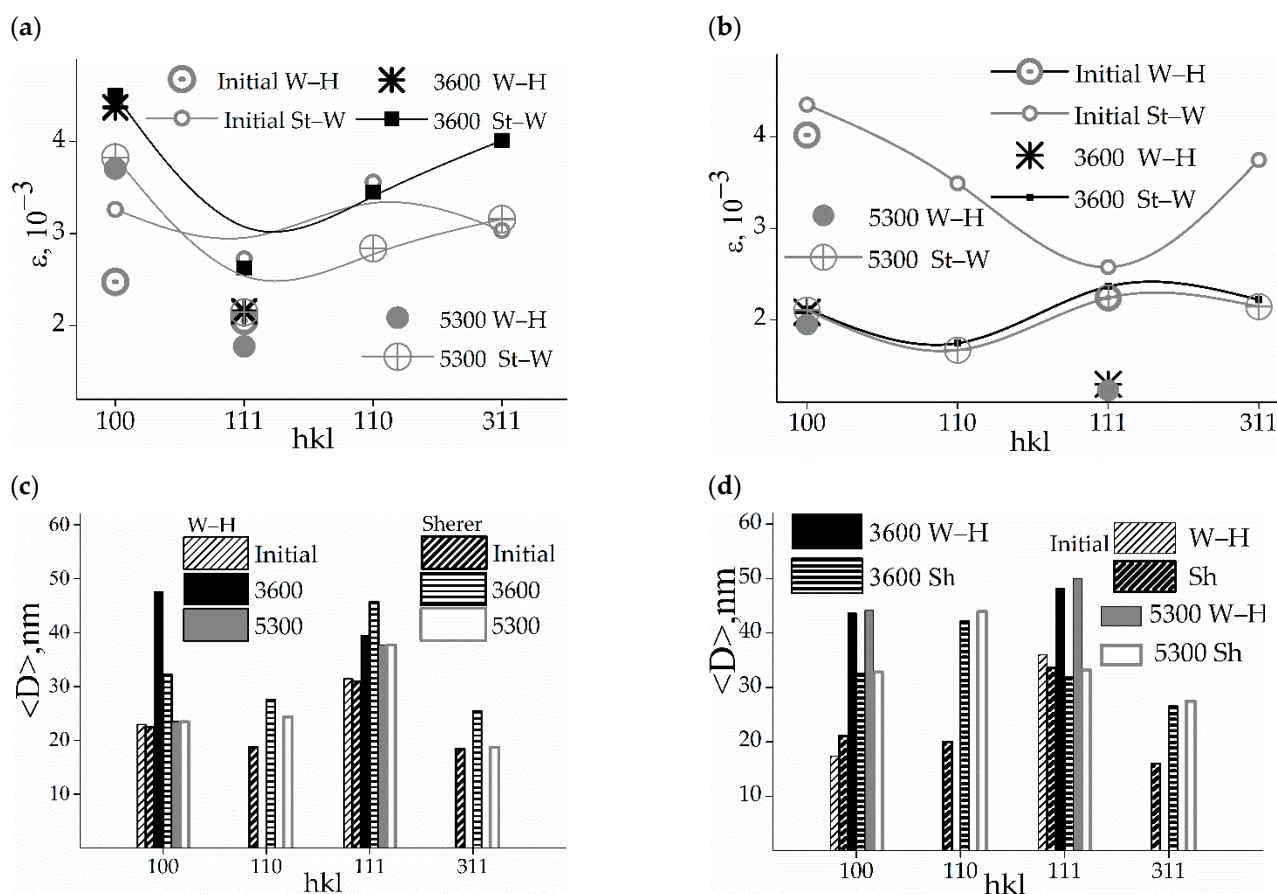 (a)
Initial W–H
3600 W–H
Initial St–W
3600 St–W
4
3
2
ε, 10⁻³
5300 W–H
5300 St–W
100 111 110 311
hkl
(b)
Initial W–H
Initial St–W
3600 W–H
3600 St–W
5300 W–H
5300 St–W
4
3
2
ε, 10⁻³
100 110 111 311
hkl
(c)
W–H
Initial
3600
5300
Sherer
Initial
3600
5300
60
50
40
30
20
10
<D>,nm
100 110 111 311
hkl
(d)
3600 W–H
3600 Sh
Initial W–H
Sh
5300 W–H
5300 Sh
60
50
40
30
20
10
<D>,nm
100 110 111 311
hkl